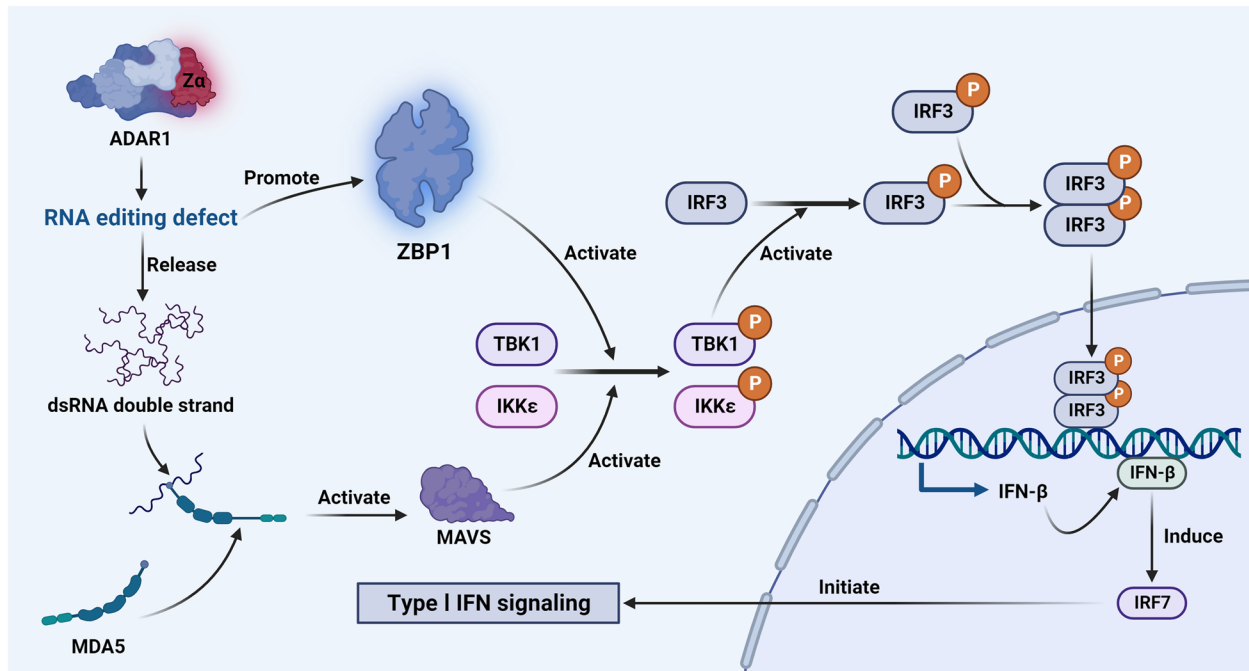 Zα
ADAR1
RNA editing defect
Promote
Release
dsRNA double strand
MDA5
Activate
MAVS
ZBP1
Activate
Activate
TBK1
IKKε
TBK1
P
IKKε
P
Activate
IRF3
IRF3
P
IRF3
P
IRF3
P
IRF3
P
IRF3
P
IRF3
P
IFN-β
IFN-β
Induce
IRF7
Initiate
Type I IFN signaling